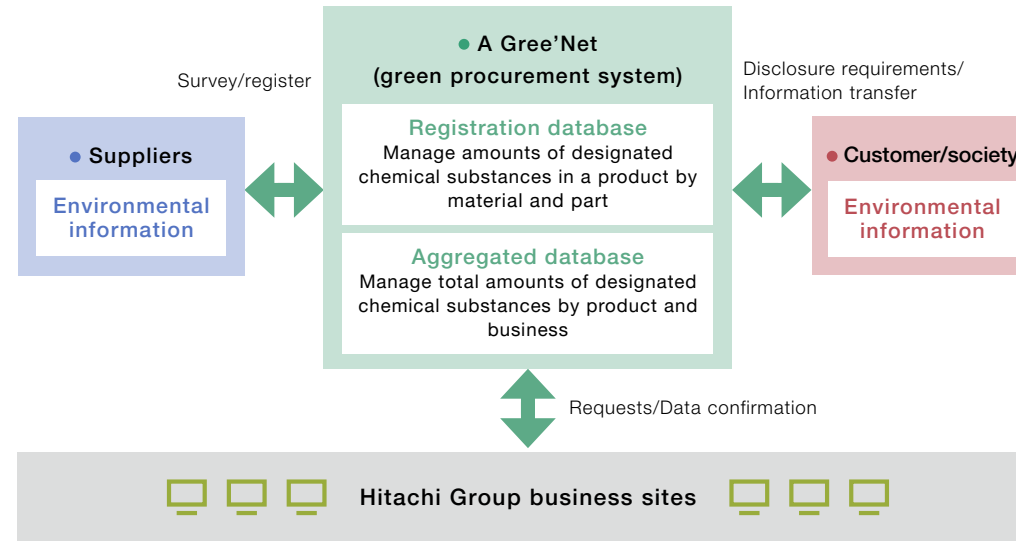 A Gree’Net
(green procurement system)
Survey/register
Disclosure requirements/
Information transfer
Suppliers
Environmental
information
Registration database
Manage amounts of designated
chemical substances in a product by
material and part
Aggregated database
Manage total amounts of designated
chemical substances by product and
business
Customer/society
Environmental
information
Requests/Data confirmation
Hitachi Group business sites